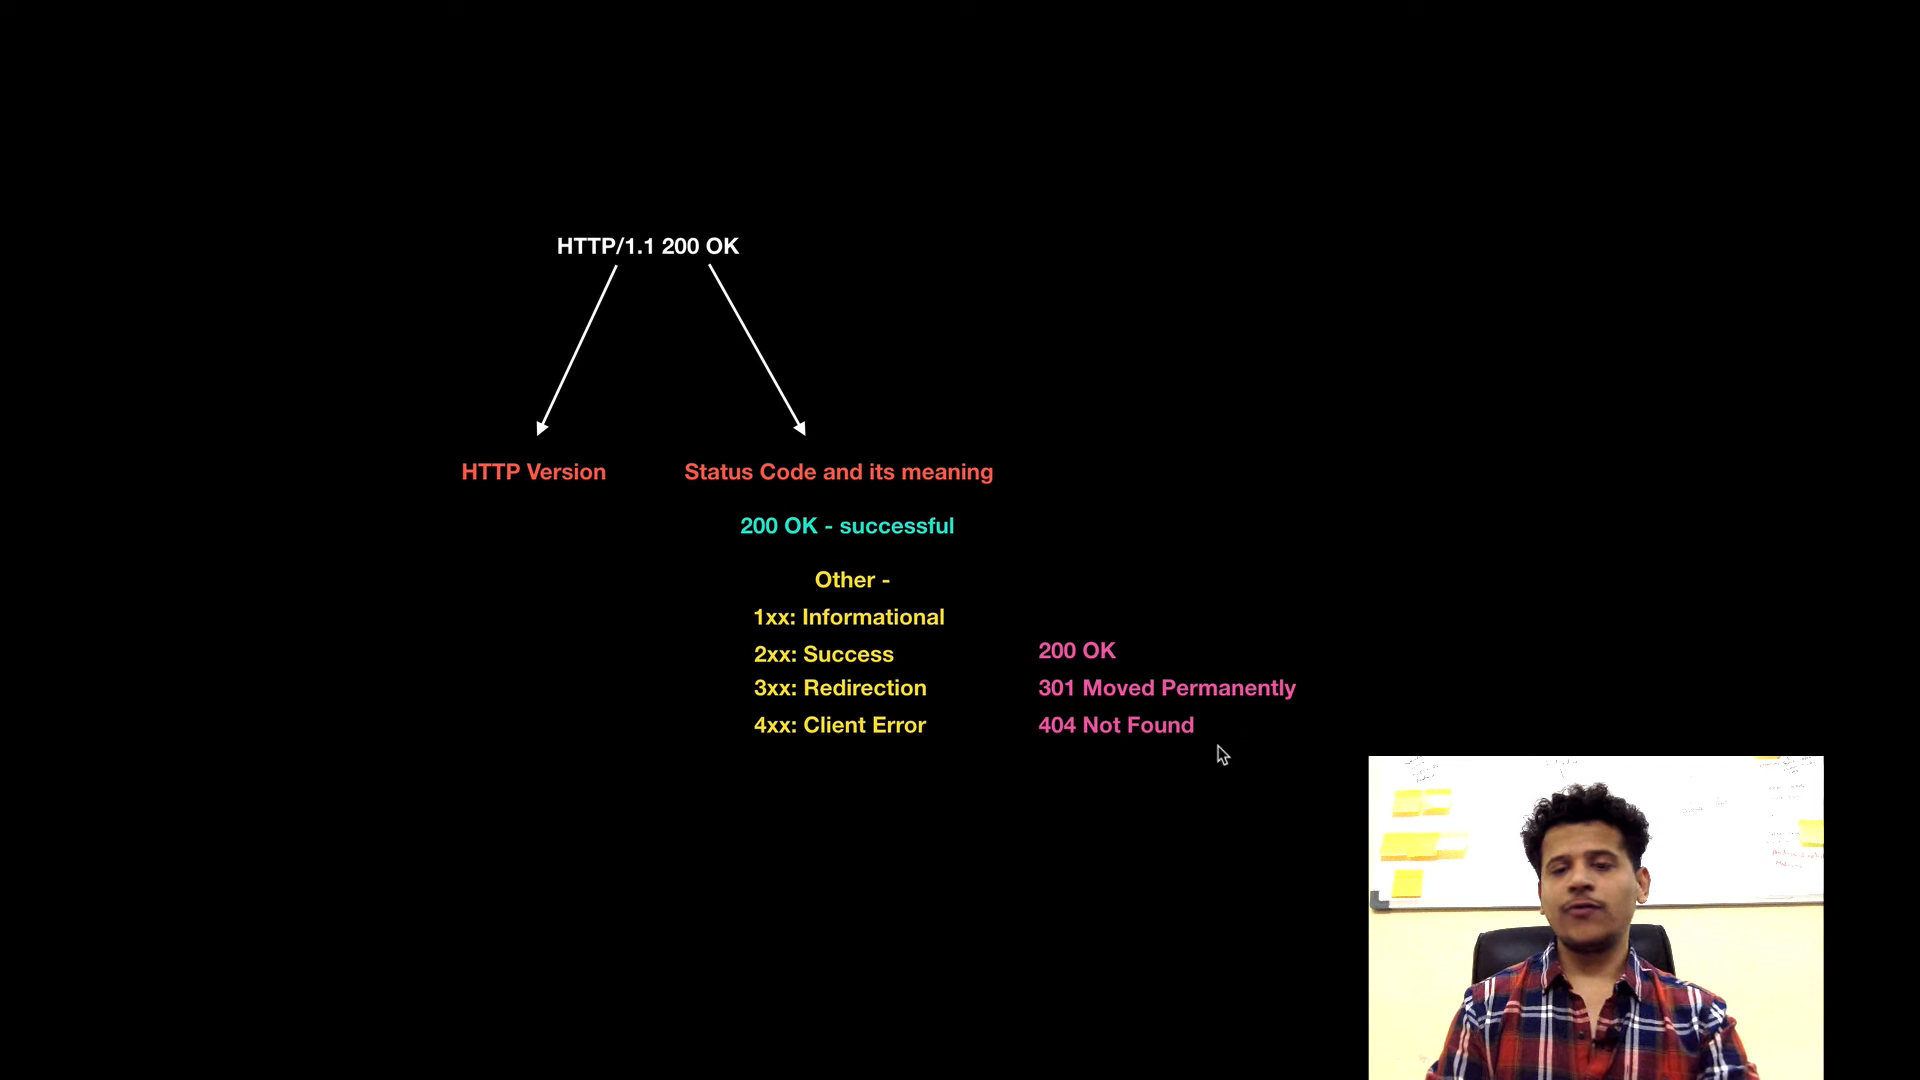 HTTP/1.1 200 OK
HTTP Version
Status Code and its meaning
200 OK - successful
Other -
1xx: Informational
2xx: Success
3xx: Redirection
4xx: Client Error
200 OK
301 Moved Permanently
404 Not Found